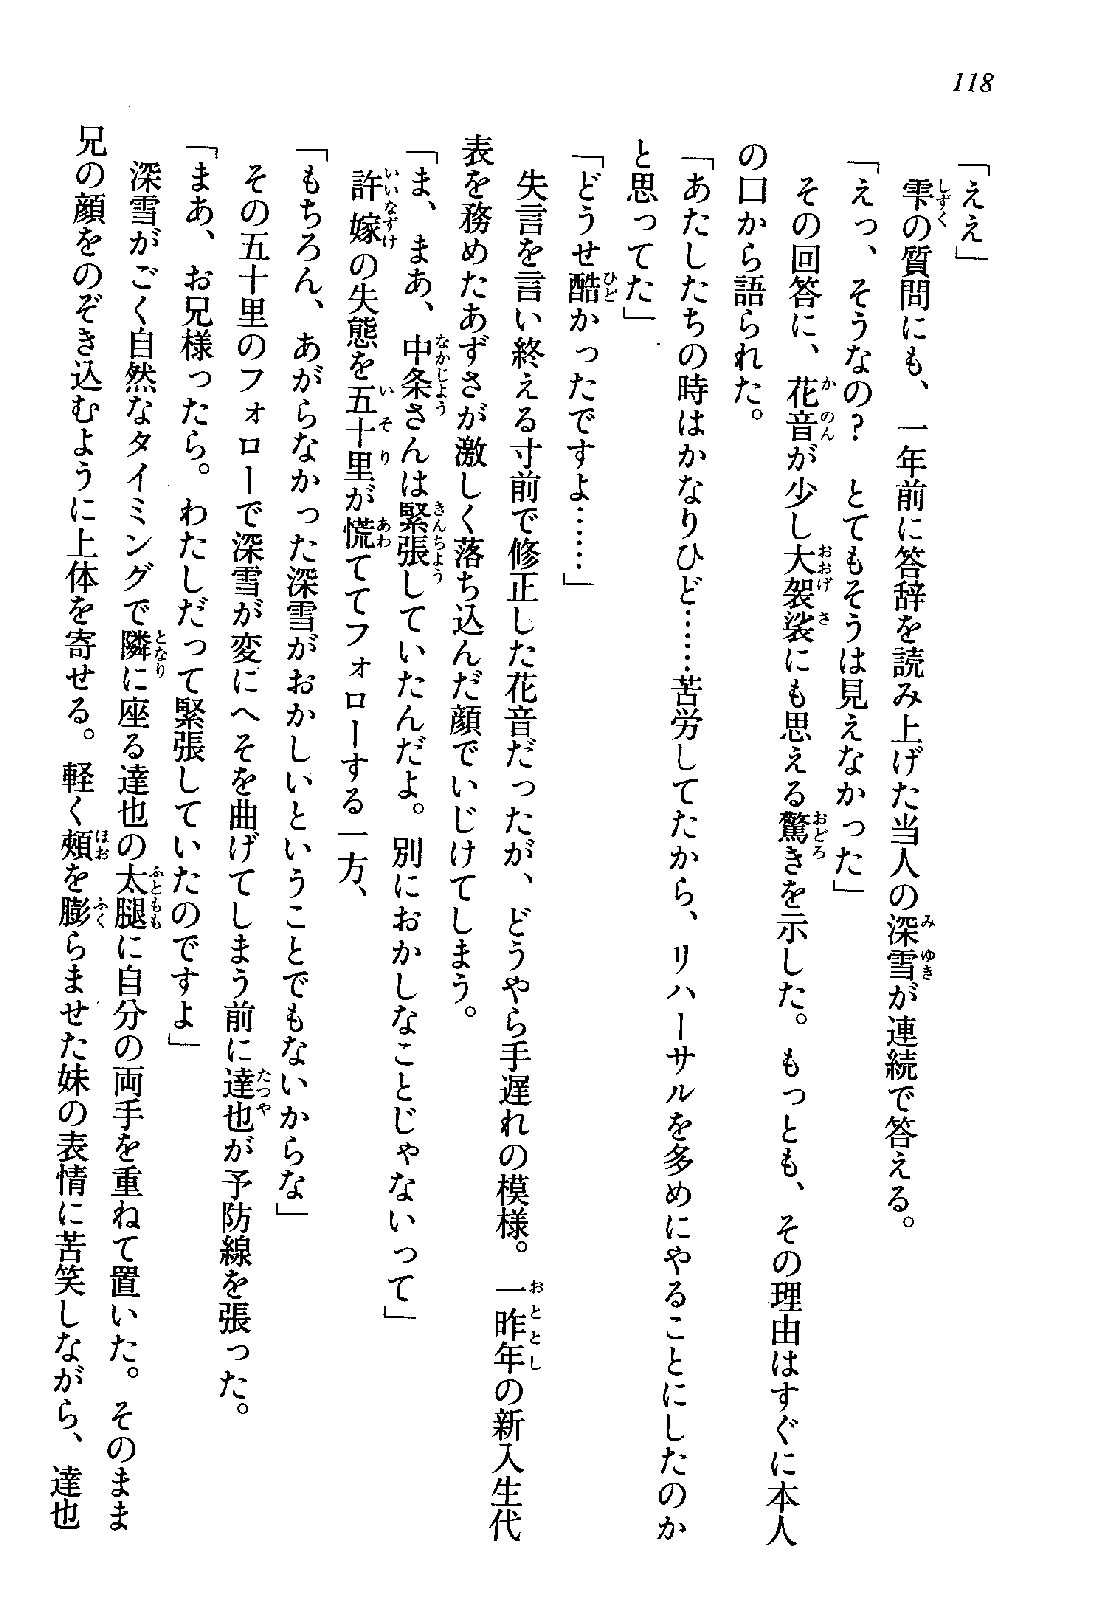 118
「ええ」
　雫の質問にも、一年前に答辞を読み上げた当人の深雪が連続で答える。
「えっ、そうなの？　とてもそうは見えなかった」
　その回答に、花音が少し大袈裟にも思える驚きを示した。もっとも、その理由はすぐに本人
の口から語られた。
「あたしたちの時はかなりひど……苦労してたから、リハーサルを多めにやることにしたのか
と思ってた」
「どうせ酷かったですよ……」
　失言を言い終える寸前で修正した花音だったが、どうやら手遅れの模様。一昨年の新入生代
表を務めたあずさが激しく落ち込んだ顔でいじけてしまう。
「ま、まあ、中条さんは緊張していたんだよ。別におかしなことじゃないって」
　許嫁の失態を五十里が慌ててフォローする一方、
「もちろん、あがらなかった深雪がおかしいということでもないからな」
　その五十里のフォローで深雪が変にへそを曲げてしまう前に達也が予防線を張った。
「まあ、お兄様ったら。わたしだって緊張していたのですよ」
　深雪がごく自然なタイミングで隣に座る達也の太腿に自分の両手を重ねて置いた。そのまま
兄の顔をのぞき込むように上体を寄せる。軽く頰を膨らませた妹の表情に苦笑しながら、達也